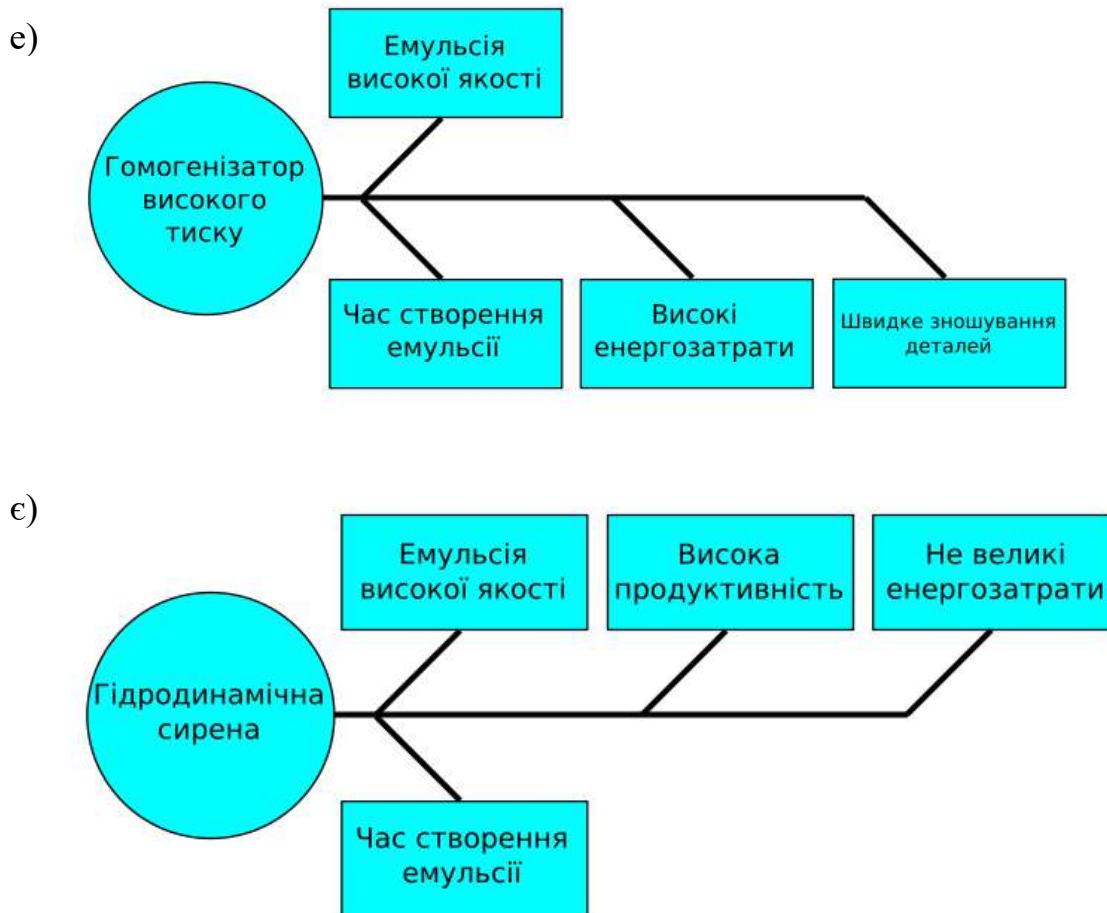 е)
Емульсія
високої якості
Гомогенізатор
високого
тиску
Час створення
емульсії
Високі
енергозатрати
Швидке зношування
деталей
є)
Емульсія
високої якості
Висока
продуктивність
Не великі
енергозатрати
Гідродинамічна
сирена
Час створення
емульсії